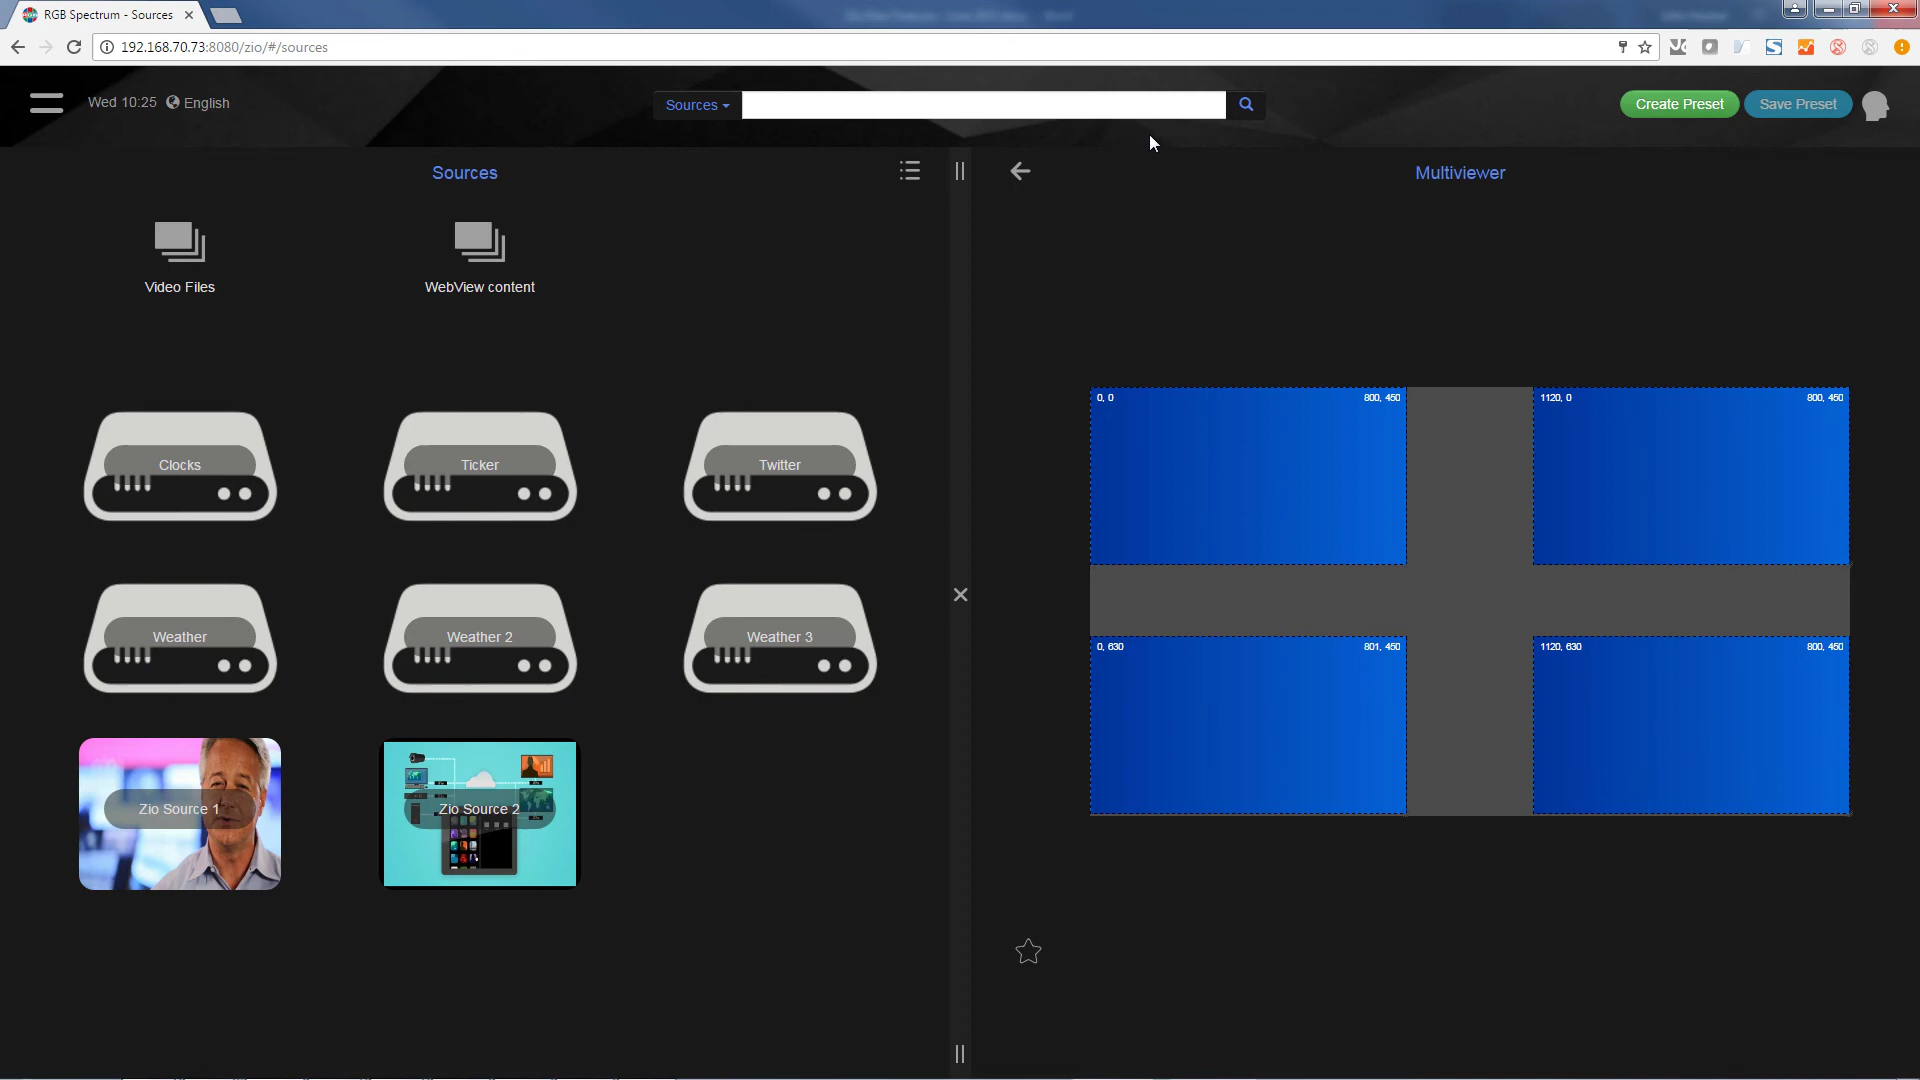 RGB Spectrum - Sources
192.168.70.73:8080/zio/#/sources
Wed 10:25 English
Sources
Create Preset
Save Preset
Sources
Multiviewer
Video Files
WebView content
Clocks
Ticker
Twitter
Weather
Weather 2
Weather 3
Zio Source 1
Zio Source 2
0, 0
800, 450
1120, 0
800, 450
0, 630
801, 450
1120, 630
800, 450